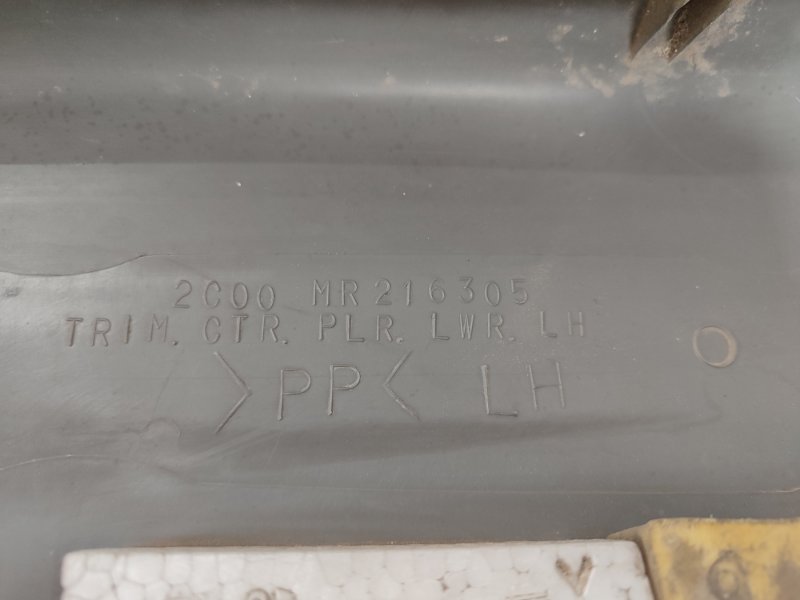 2C00 MR216305
TRIM. CTR. PLR. LWR. LH
>PP< LH